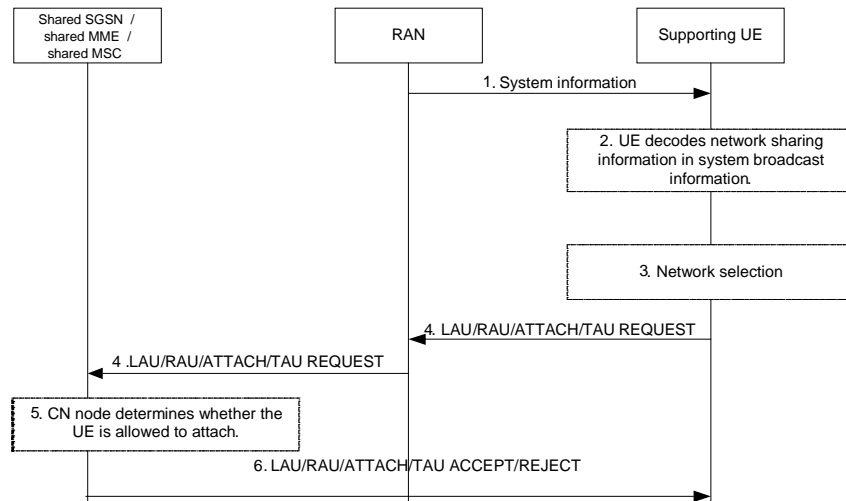 Shared SGSN /
shared MME /
shared MSC
RAN
Supporting UE
1. System information
2. UE decodes network sharing
information in system broadcast
information.
3. Network selection
4. LAU/RAU/ATTACH/TAU REQUEST
4 .LAU/RAU/ATTACH/TAU REQUEST
5. CN node determines whether the
UE is allowed to attach.
6. LAU/RAU/ATTACH/TAU ACCEPT/REJECT